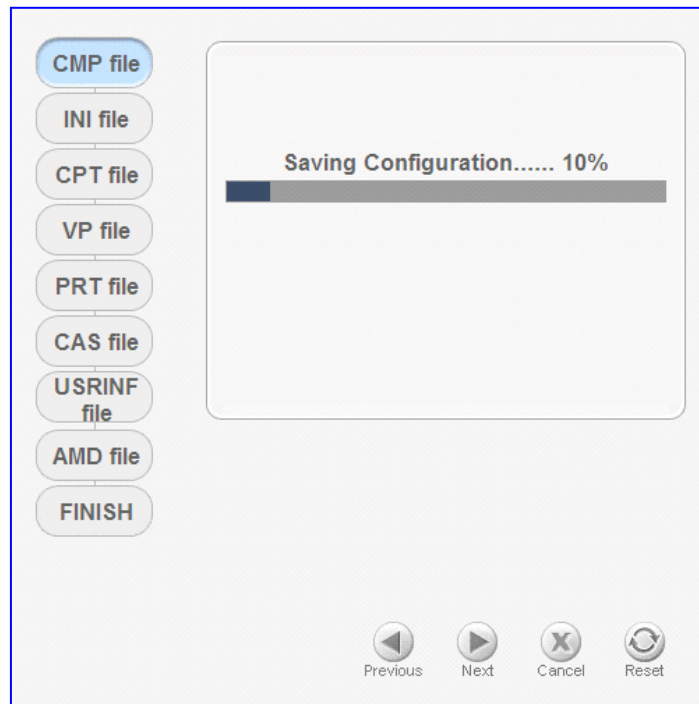 CMP file
INI file
CPT file
VP file
PRT file
CAS file
USRINF
file
AMD file
FINISH
Saving Configuration...... 10%
Previous
Next
Cancel
Reset